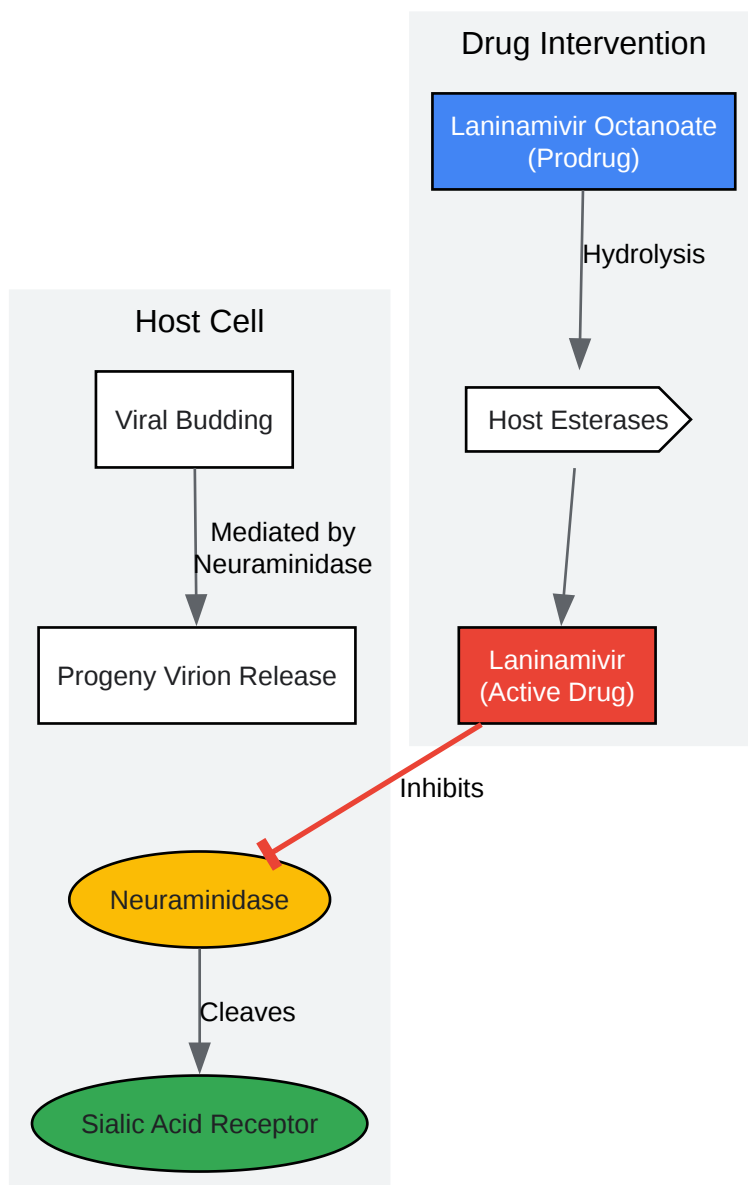 Drug Intervention
Laninamivir Octanoate
(Prodrug)
Hydrolysis
Host Esterases
Laninamivir
(Active Drug)
Inhibits
Host Cell
Viral Budding
Mediated by
Neuraminidase
Progeny Virion Release
Neuraminidase
Cleaves
Sialic Acid Receptor